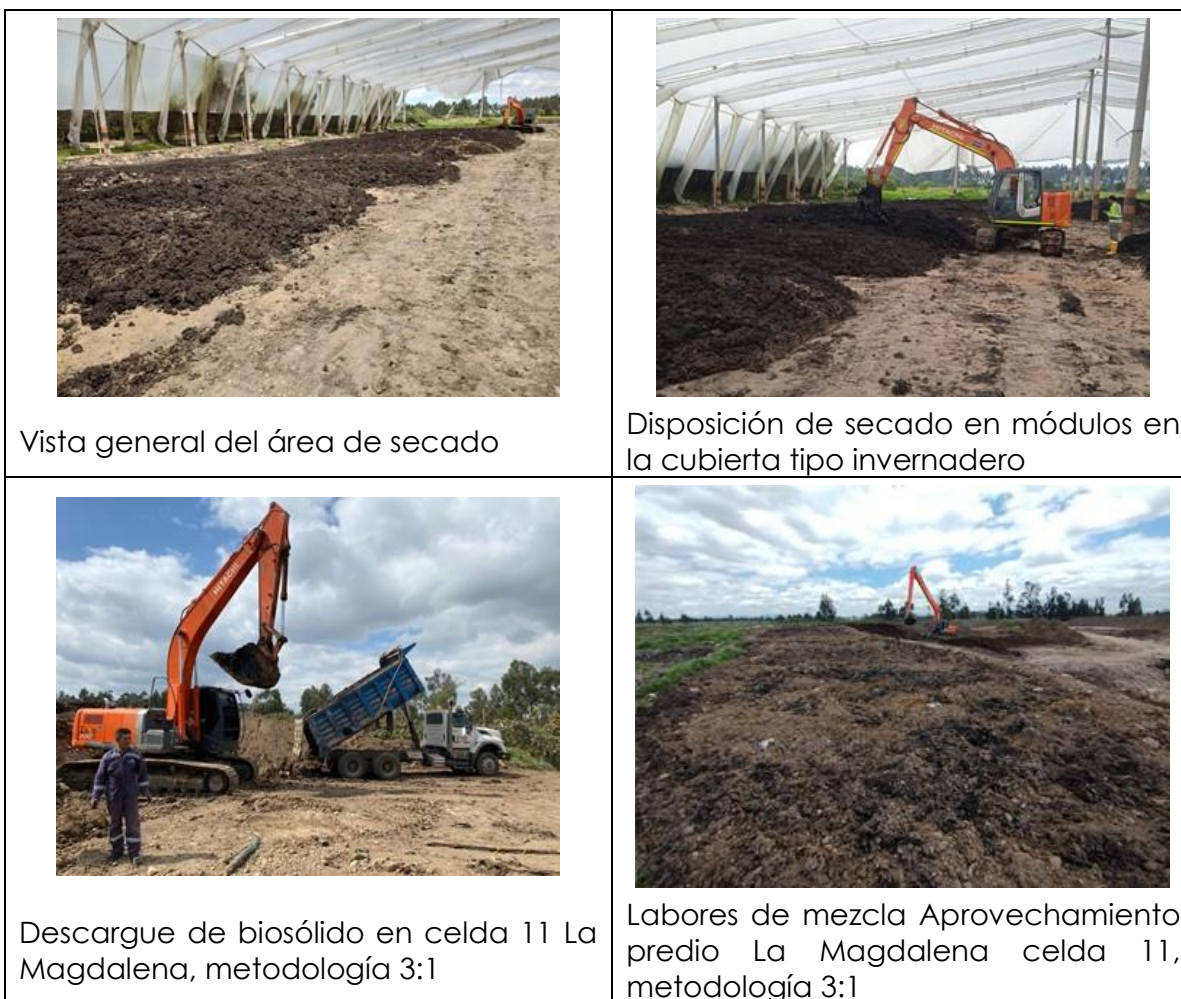 HITACHI
Vista general del área de secado
Disposición de secado en módulos en
la cubierta tipo invernadero
HITACHI
Descargue de biosólido en celda 11 La
Magdalena, metodología 3:1
Labores de mezcla Aprovechamiento
predio La Magdalena celda 11,
metodología 3:1